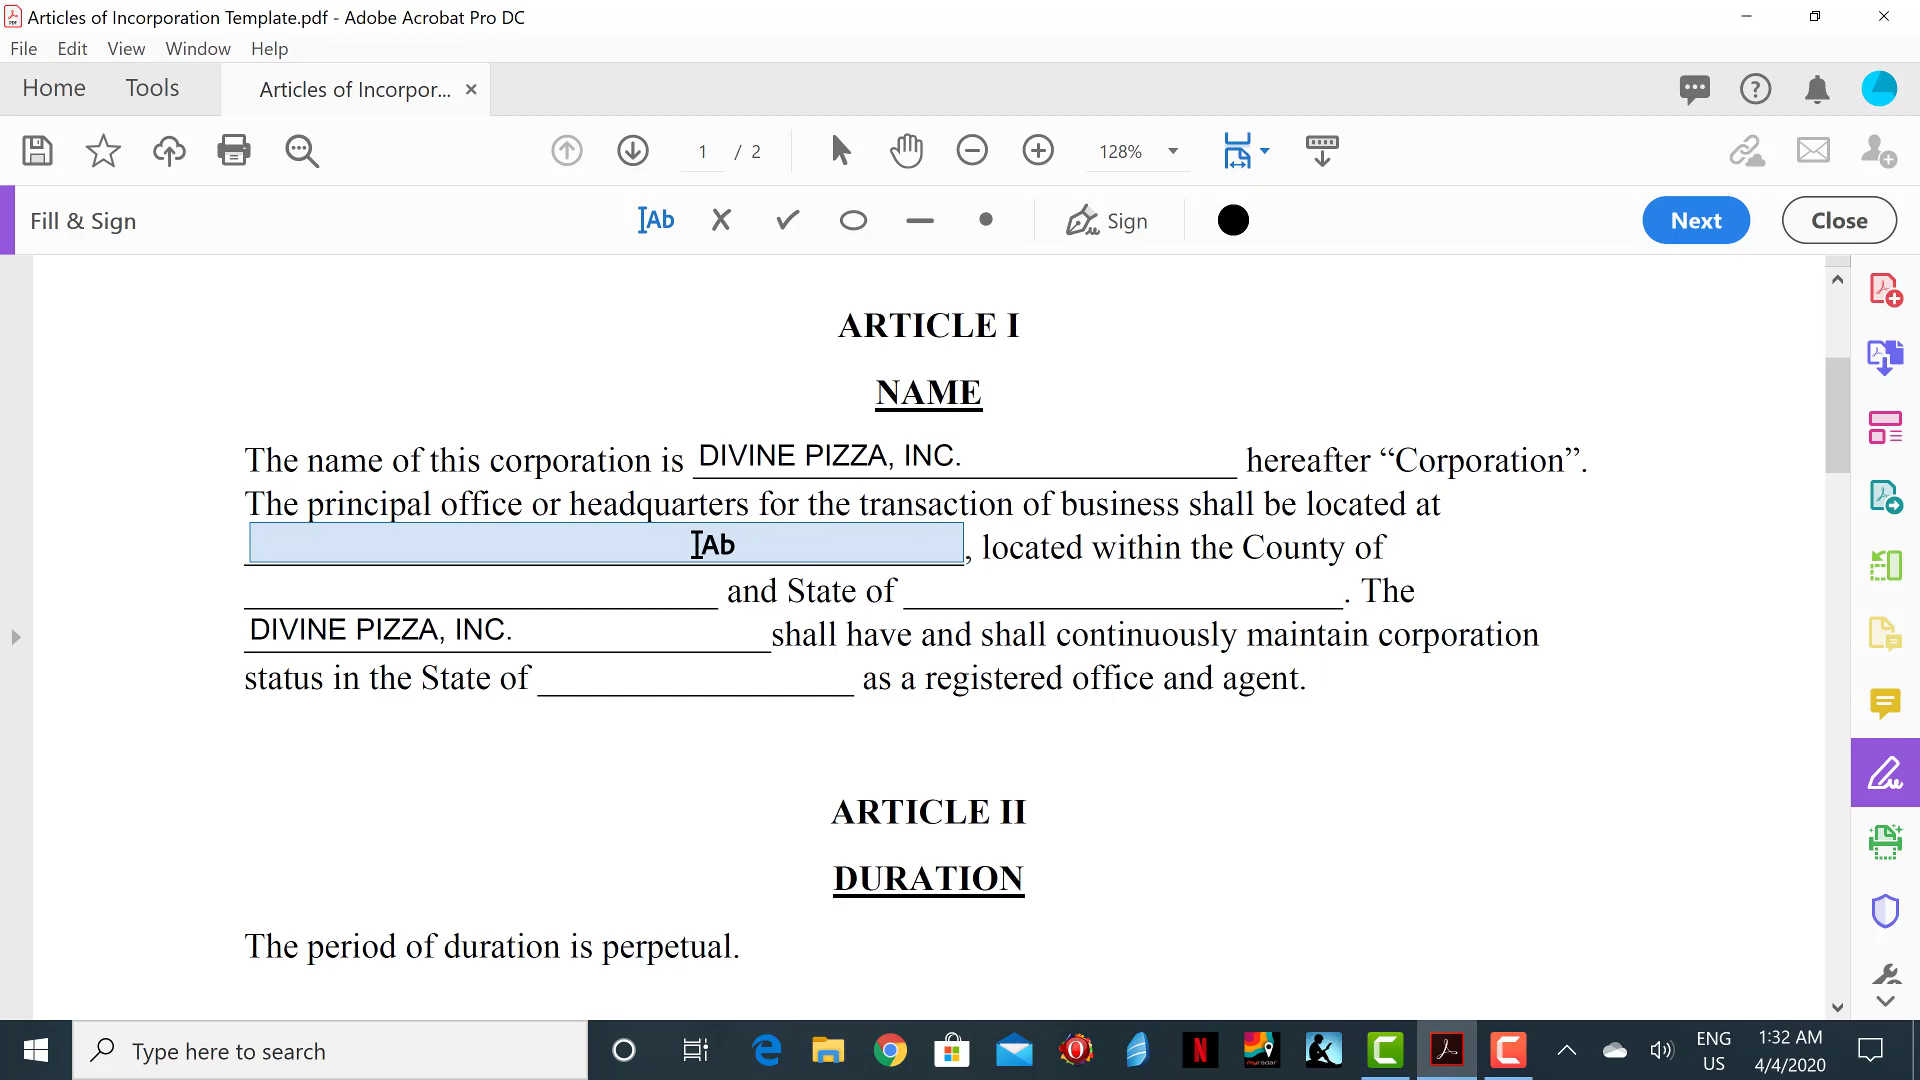 Articles of Incorporation Template.pdf - Adobe Acrobat Pro DC
File Edit View Window Help
Home Tools Articles of Incorpor... ×
1 / 2 128%
Fill & Sign Ab Sign Next Close
ARTICLE I
NAME
The name of this corporation is DIVINE PIZZA, INC. hereafter “Corporation”.
The principal office or headquarters for the transaction of business shall be located at
Ab, located within the County of
and State of . The
DIVINE PIZZA, INC. shall have and shall continuously maintain corporation
status in the State of as a registered office and agent.
ARTICLE II
DURATION
The period of duration is perpetual.
Type here to search
myradar
ENG
US
1:32 AM
4/4/2020